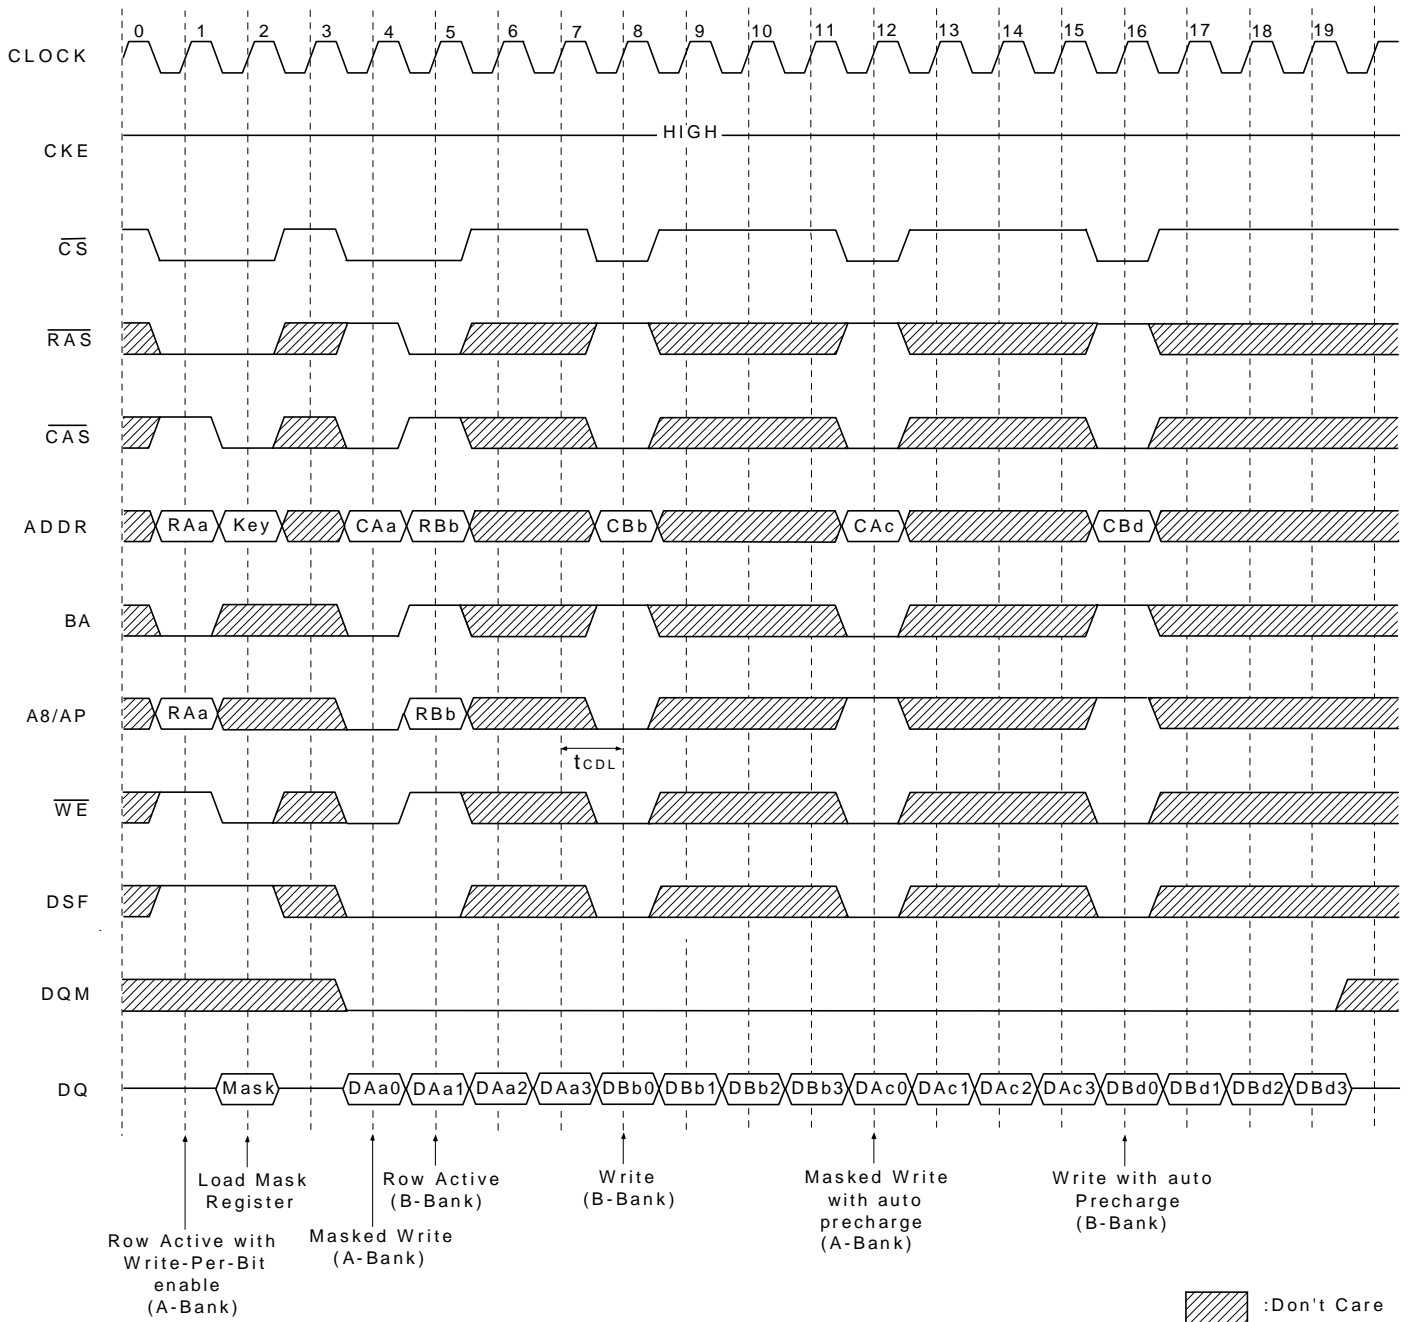 0 1 2 3 4 5 6 7 8 9 10 11 12 13 14 15 16 17 18 19
CLOCK
HIGH
CKE
CS
RAS
CAS
ADDR RAa Key CAa RBb CBb CAc CBd
BA
A8/AP RAa RBb
tCDL
WE
DSF
DQM
DQ Mask DAa0 DAa1 DAa2 DAa3 DBb0 DBb1 DBb2 DBb3 DAc0 DAc1 DAc2 DAc3 DBd0 DBd1 DBd2 DBd3
Row Active with
Write-Per-Bit
enable
(A-Bank)
Load Mask
Register
Masked Write
(A-Bank)
Row Active
(B-Bank)
Write
(B-Bank)
Masked Write
with auto
precharge
(A-Bank)
Write with auto
Precharge
(B-Bank)
:Don't Care